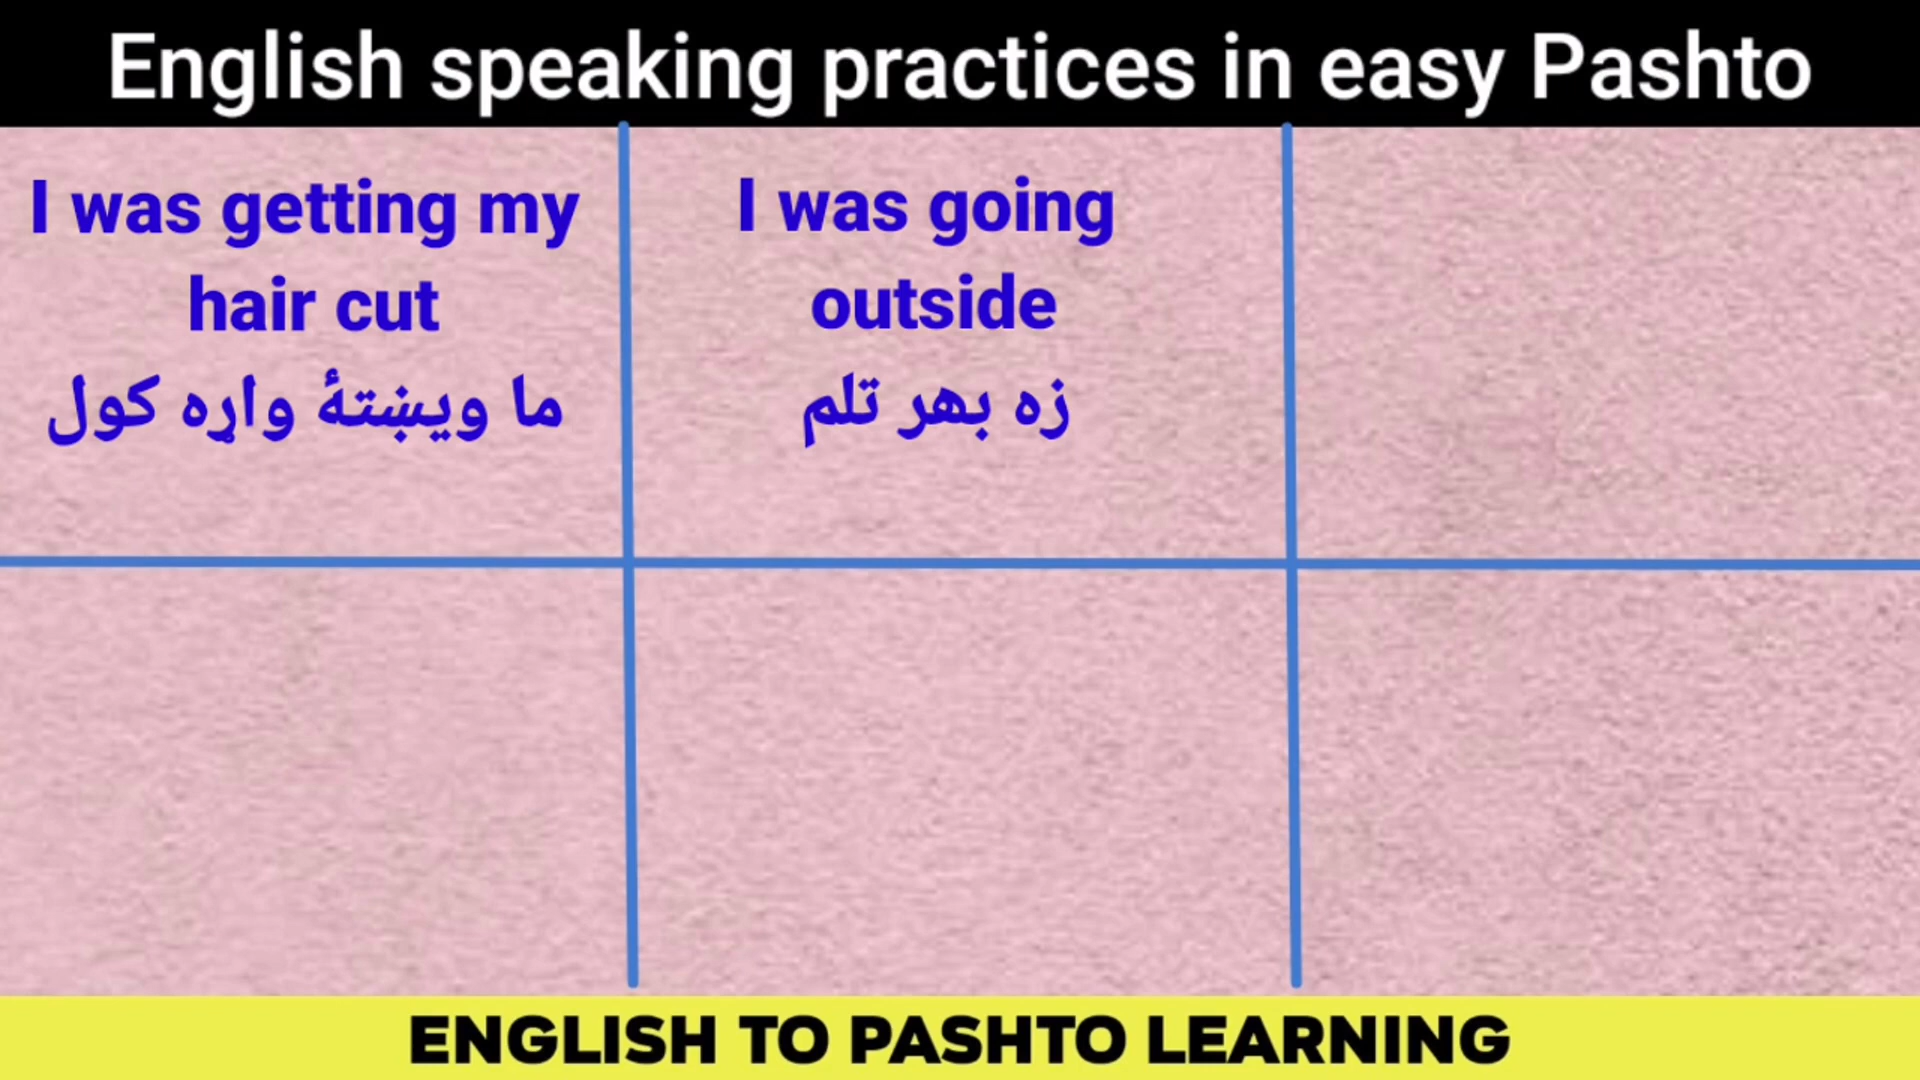 English speaking practices in easy Pashto
I was getting my
hair cut
ما ویښتهٔ واړه کول
I was going
outside
زه بهر تلم
ENGLISH TO PASHTO LEARNING